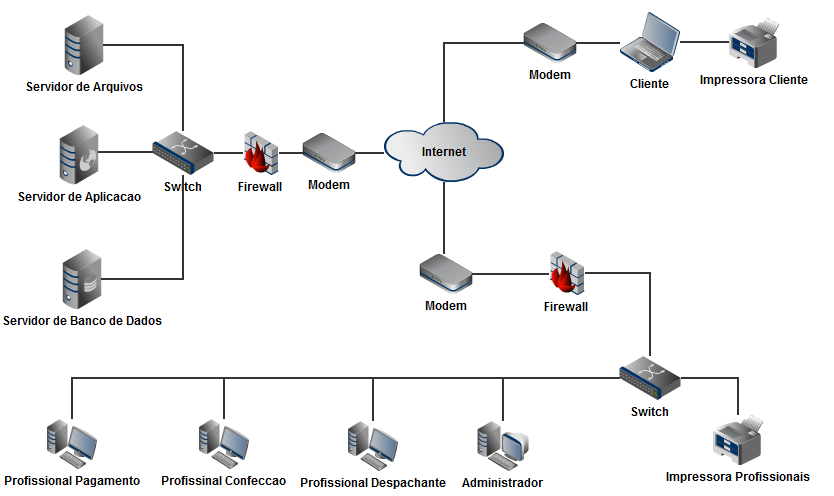 Modem
Cliente
Impressora Cliente
Servidor de Arquivos
Internet
Servidor de Aplicacao
Switch
Firewall
Modem
Servidor de Banco de Dados
Modem
Firewall
Switch
Profissional Pagamento
Profissinal Confeccao
Profissional Despachante
Administrador
Impressora Profissionais